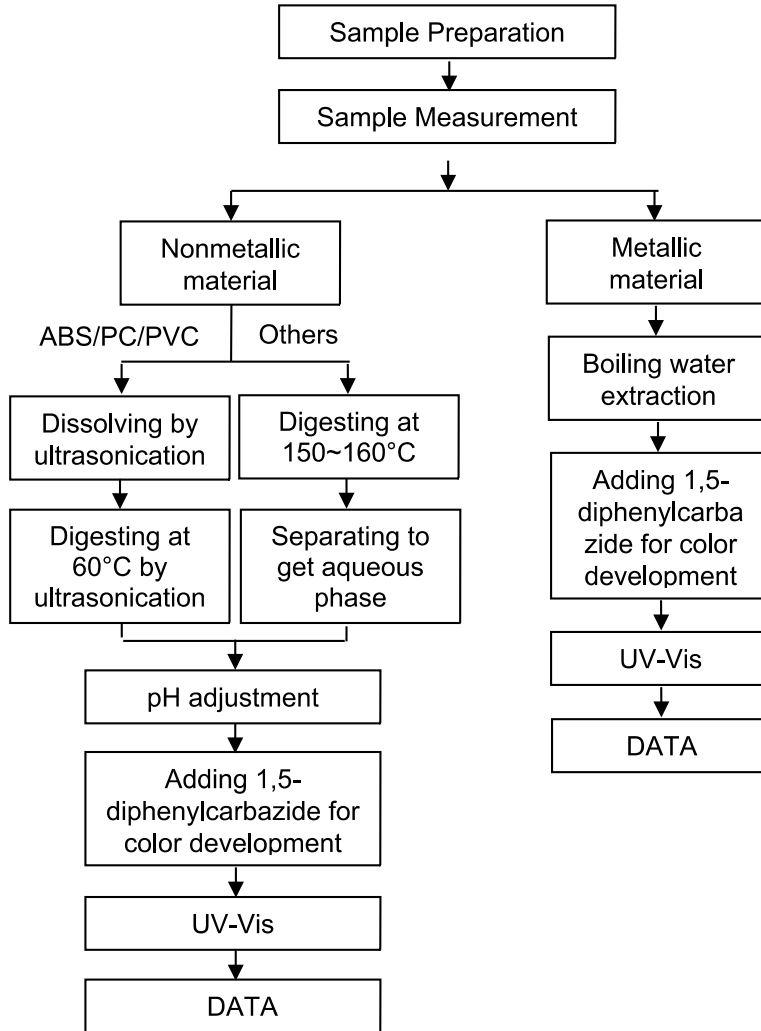 Sample Preparation
Sample Measurement
Nonmetallic
material
ABS/PC/PVC
Others
Dissolving by
ultrasonication
Digesting at
150~160°C
Digesting at
60°C by
ultrasonication
Separating to
get aqueous
phase
pH adjustment
Adding 1,5-
diphenylcarbazide for
color development
UV-Vis
DATA
Metallic
material
Boiling water
extraction
Adding 1,5-
diphenylcarba
zide for color
development
UV-Vis
DATA